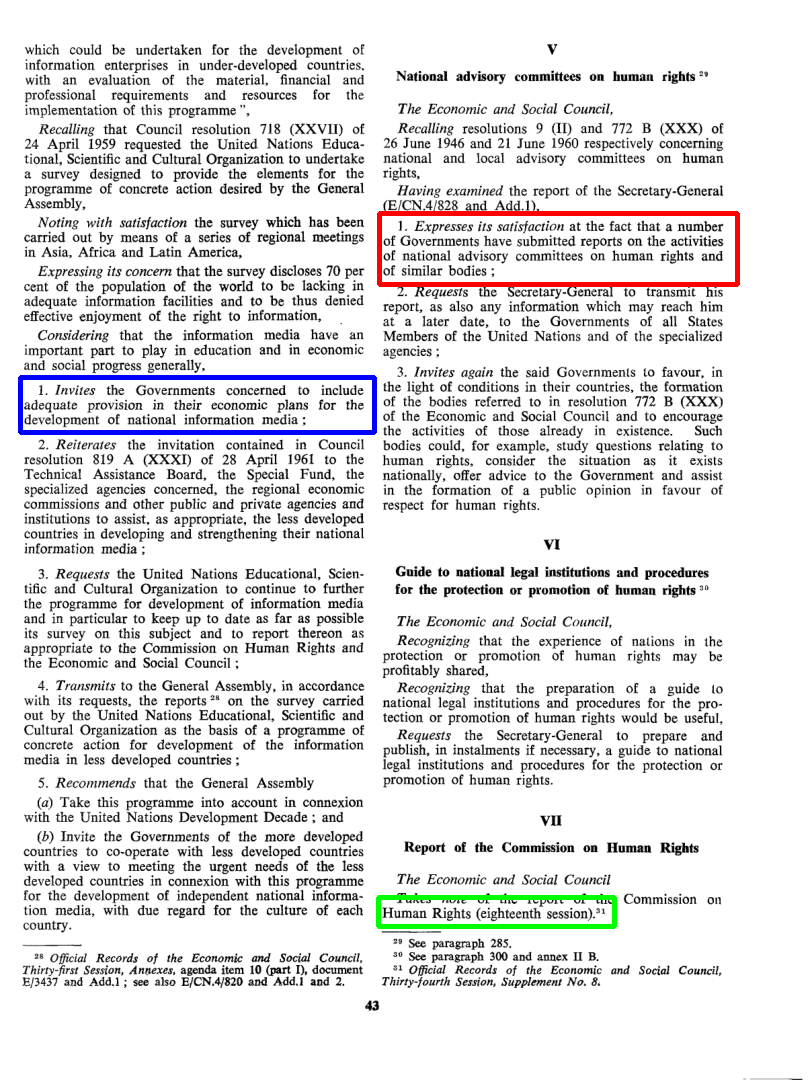 which could be undertaken for the development of
information enterprises in under-developed countries,
with an evaluation of the material, financial and
professional requirements and resources for the
implementation of this programme ”,
Recalling that Council resolution 718 (XXVII) of
24 April 1959 requested the United Nations Educa-
tional, Scientific and Cultural Organization to undertake
a survey designed to provide the elements for the
programme of concrete action desired by the General
Assembly,
Noting with satisfaction the survey which has been
carried out by means of a series of regional meetings
in Asia, Africa and Latin America,
Expressing its concern that the survey discloses 70 per
cent of the population of the world to be lacking in
adequate information facilities and to be thus denied
effective enjoyment of the right to information,
Considering that the information media have an
important part to play in education and in economic
and social progress generally,
1. Invites the Governments concerned to include
adequate provision in their economic plans for the
development of national information media ;
2. Reiterates the invitation contained in Council
resolution 819 A (XXXI) of 28 April 1961 to the
Technical Assistance Board, the Special Fund, the
specialized agencies concerned, the regional economic
commissions and other public and private agencies and
institutions to assist, as appropriate, the less developed
countries in developing and strengthening their national
information media ;
3. Requests the United Nations Educational, Scien-
tific and Cultural Organization to continue to further
the programme for development of information media
and in particular to keep up to date as far as possible
its survey on this subject and to report thereon as
appropriate to the Commission on Human Rights and
the Economic and Social Council ;
4. Transmits to the General Assembly, in accordance
with its requests, the reports ²⁸ on the survey carried
out by the United Nations Educational, Scientific and
Cultural Organization as the basis of a programme of
concrete action for development of the information
media in less developed countries ;
5. Recommends that the General Assembly
(a) Take this programme into account in connexion
with the United Nations Development Decade ; and
(b) Invite the Governments of the more developed
countries to co-operate with less developed countries
with a view to meeting the urgent needs of the less
developed countries in connexion with this programme
for the development of independent national informa-
tion media, with due regard for the culture of each
country.
²⁸ Official Records of the Economic and Social Council,
Thirty-first Session, Annexes, agenda item 10 (part I), document
E/3437 and Add.1 ; see also E/CN.4/820 and Add.1 and 2.
V
National advisory committees on human rights ²⁹
The Economic and Social Council,
Recalling resolutions 9 (II) and 772 B (XXX) of
26 June 1946 and 21 June 1960 respectively concerning
national and local advisory committees on human
rights,
Having examined the report of the Secretary-General
(E/CN.4/828 and Add.1),
1. Expresses its satisfaction at the fact that a number
of Governments have submitted reports on the activities
of national advisory committees on human rights and
of similar bodies ;
2. Requests the Secretary-General to transmit his
report, as also any information which may reach him
at a later date, to the Governments of all States
Members of the United Nations and of the specialized
agencies ;
3. Invites again the said Governments to favour, in
the light of conditions in their countries, the formation
of the bodies referred to in resolution 772 B (XXX)
of the Economic and Social Council and to encourage
the activities of those already in existence. Such
bodies could, for example, study questions relating to
human rights, consider the situation as it exists
nationally, offer advice to the Government and assist
in the formation of a public opinion in favour of
respect for human rights.
VI
Guide to national legal institutions and procedures
for the protection or promotion of human rights ³⁰
The Economic and Social Council,
Recognizing that the experience of nations in the
protection or promotion of human rights may be
profitably shared,
Recognizing that the preparation of a guide to
national legal institutions and procedures for the pro-
tection or promotion of human rights would be useful,
Requests the Secretary-General to prepare and
publish, in instalments if necessary, a guide to national
legal institutions and procedures for the protection or
promotion of human rights.
VII
Report of the Commission on Human Rights
The Economic and Social Council
Takes note of the report of the Commission on
Human Rights (eighteenth session).³¹
²⁹ See paragraph 285.
³⁰ See paragraph 300 and annex II B.
³¹ Official Records of the Economic and Social Council,
Thirty-fourth Session, Supplement No. 8.
43